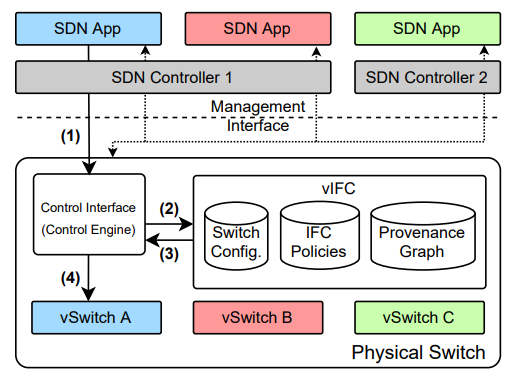 SDN App
SDN App
SDN App
SDN Controller 1
SDN Controller 2
Management
Interface
(1)
vIFC
Control Interface
(Control Engine)
(2)
(3)
Switch
Config.
IFC
Policies
Provenance
Graph
(4)
vSwitch A
vSwitch B
vSwitch C
Physical Switch